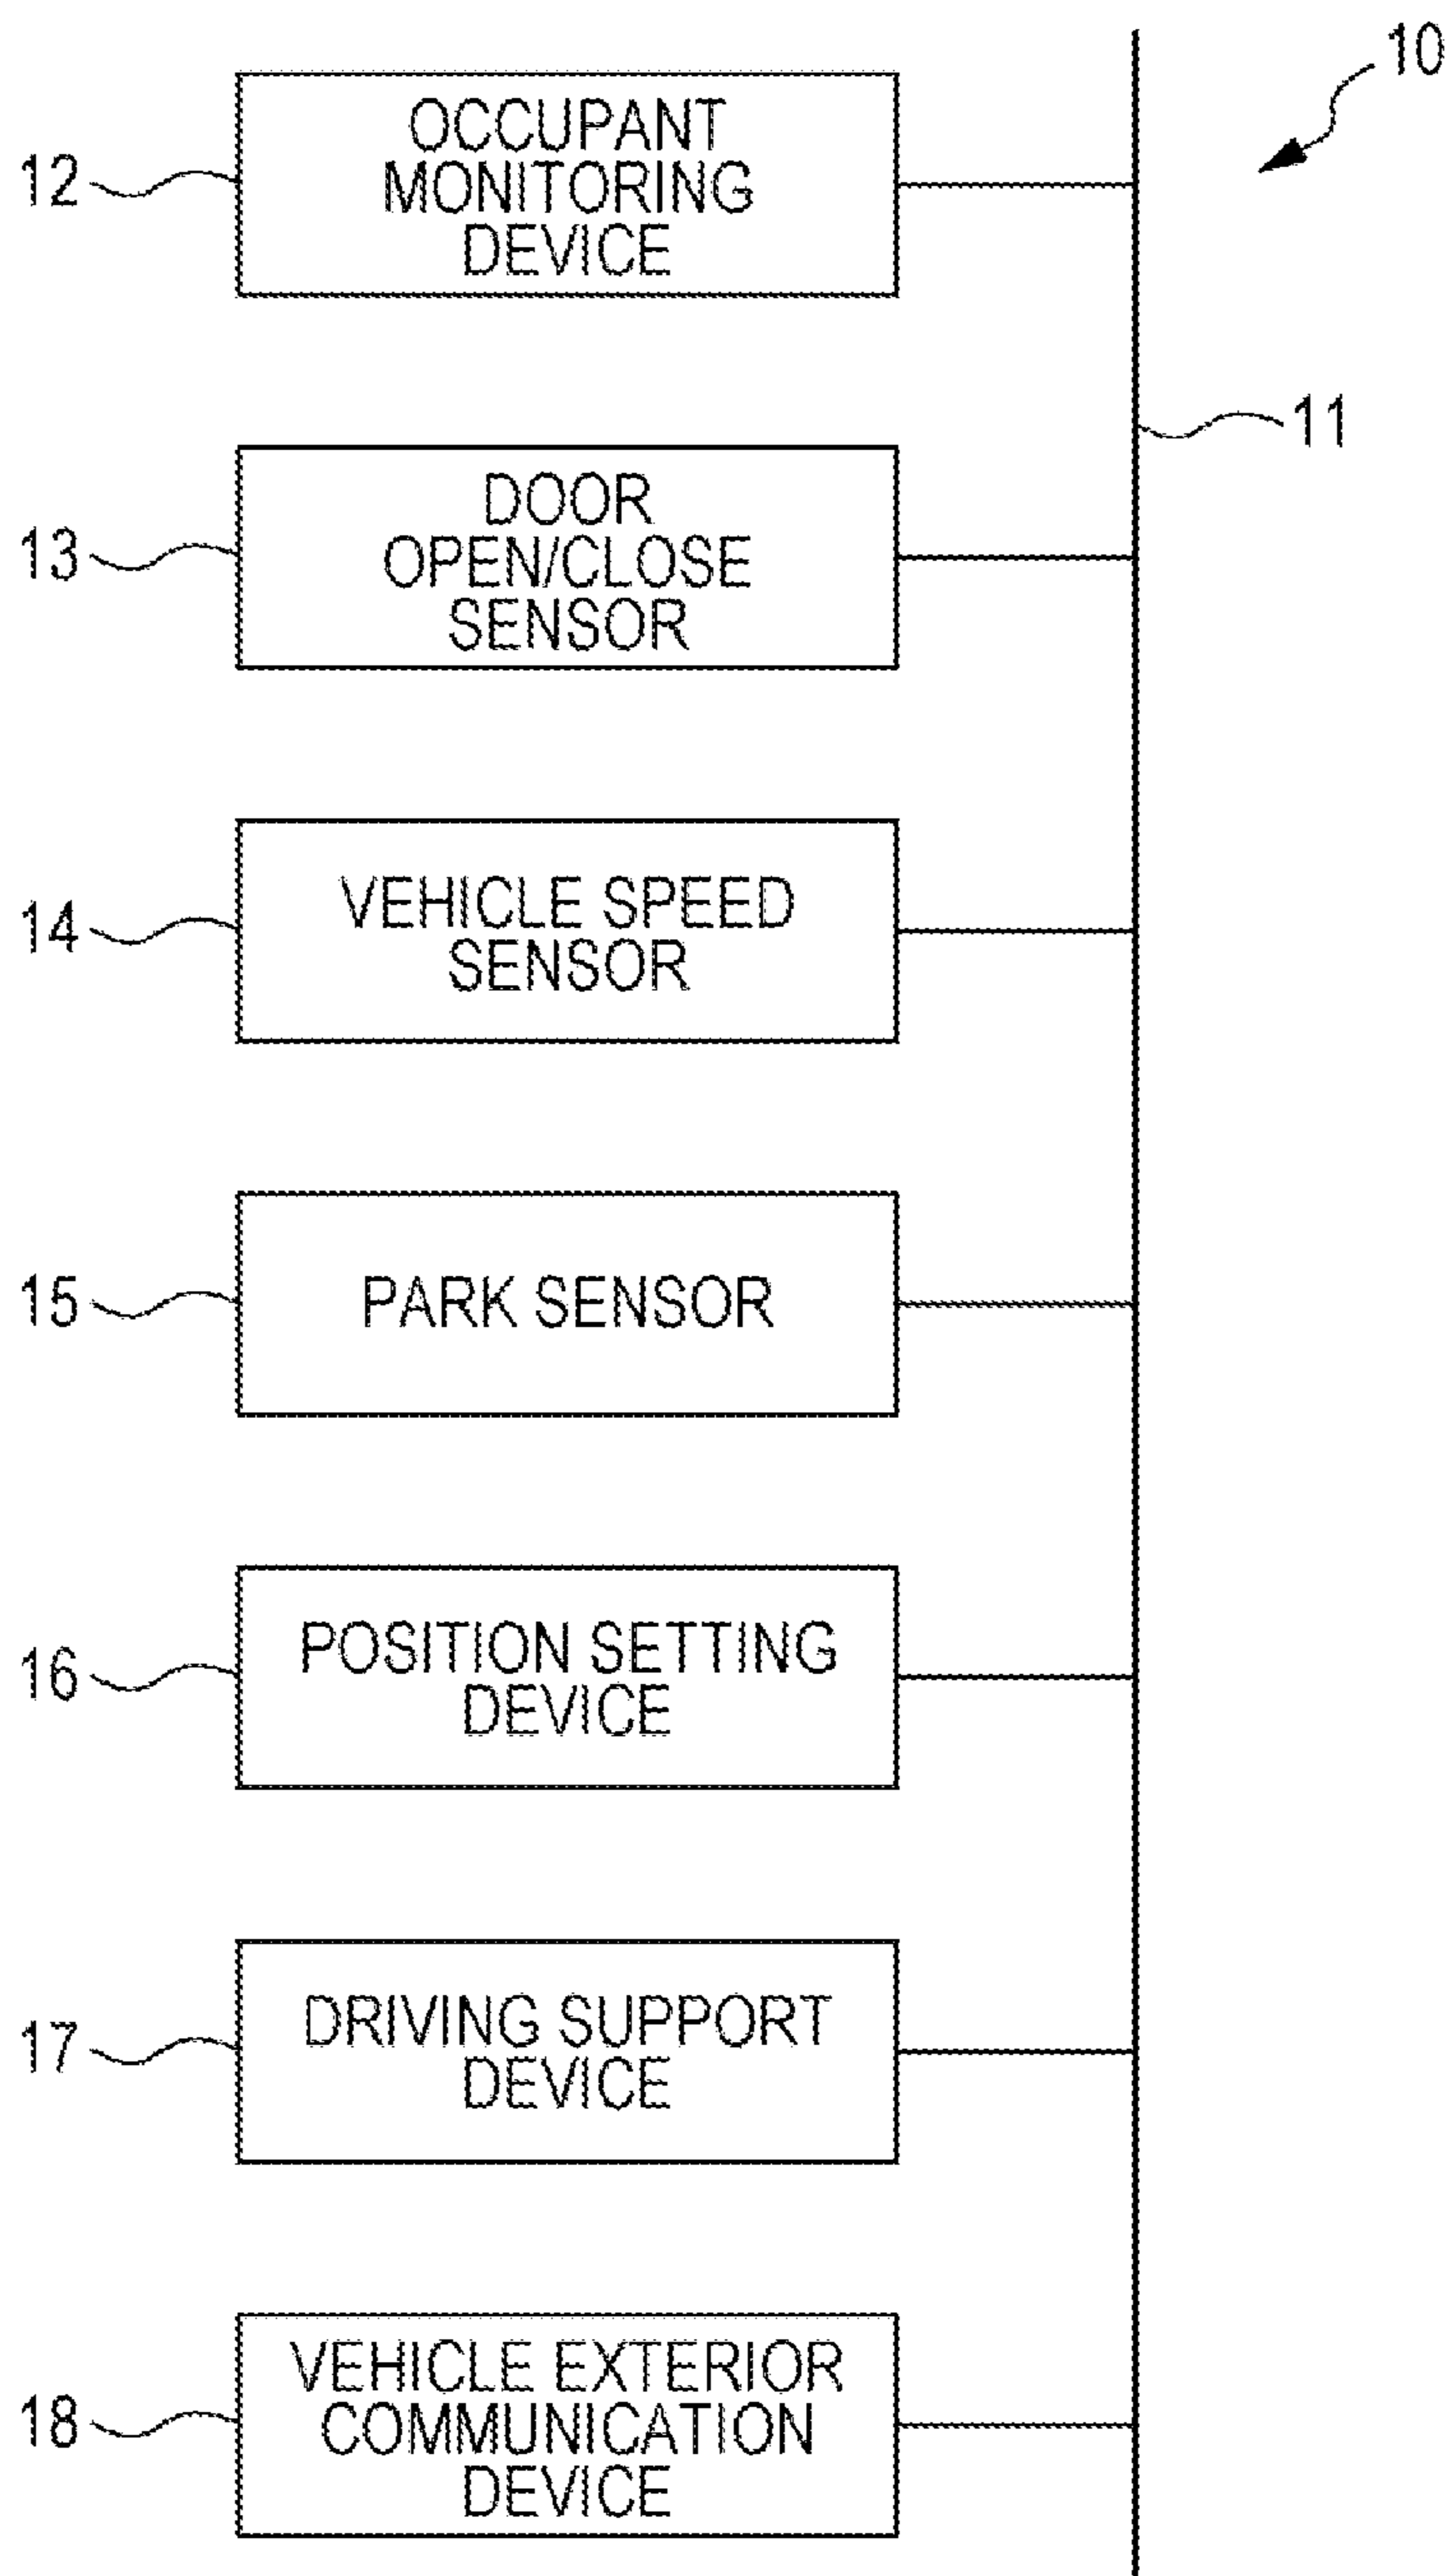 10
12
OCCUPANT
MONITORING
DEVICE
11
13
DOOR
OPEN/CLOSE
SENSOR
14
VEHICLE SPEED
SENSOR
15
PARK SENSOR
16
POSITION SETTING
DEVICE
17
DRIVING SUPPORT
DEVICE
18
VEHICLE EXTERIOR
COMMUNICATION
DEVICE